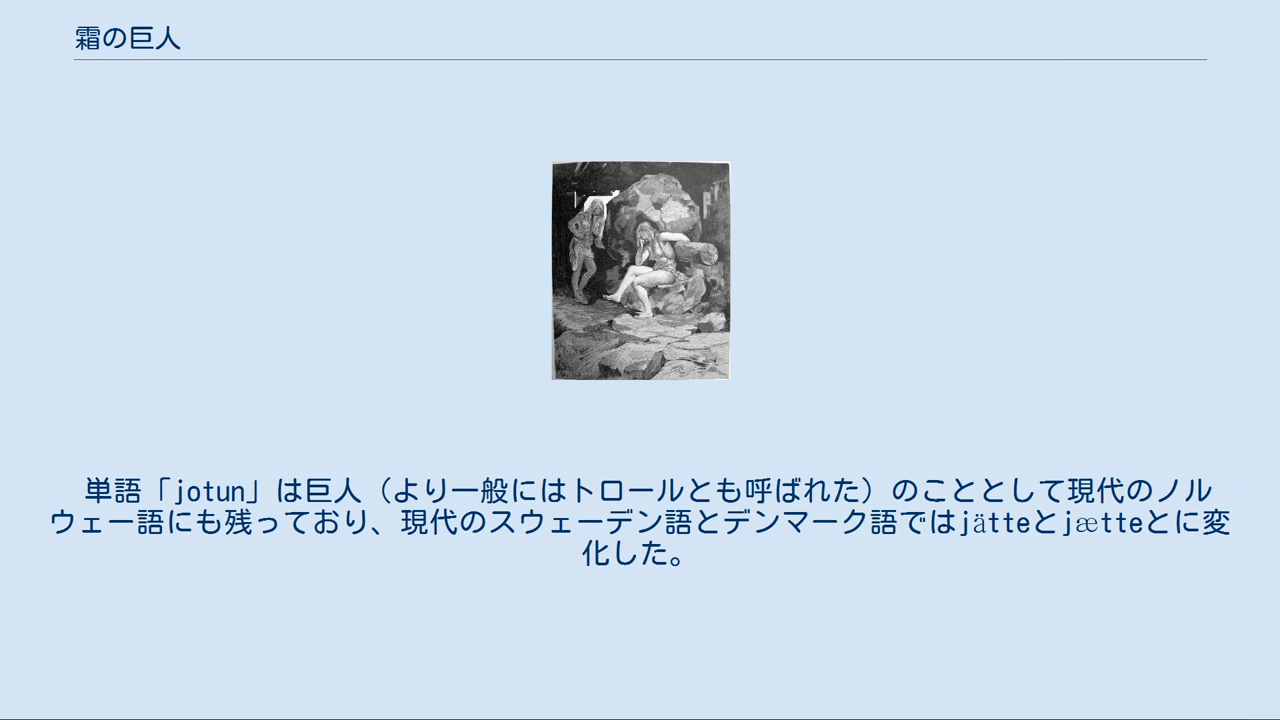 霜の巨人
単語「jotun」は巨人（より一般にはトロールとも呼ばれた）のこととして現代のノル
ウェー語にも残っており、現代のスウェーデン語とデンマーク語ではjätteとjætteとに変
化した。